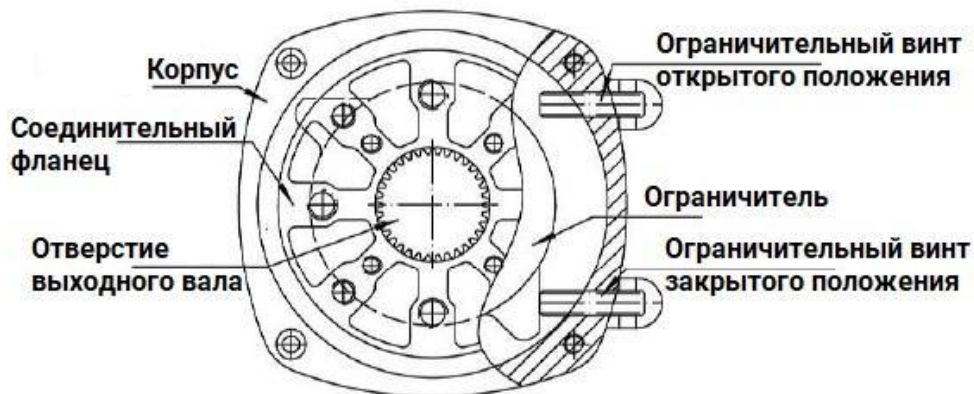 Ограничительный винт
открытого положения
Корпус
Соединительный
фланец
Ограничитель
Отверстие
выходного вала
Ограничительный винт
закрытого положения